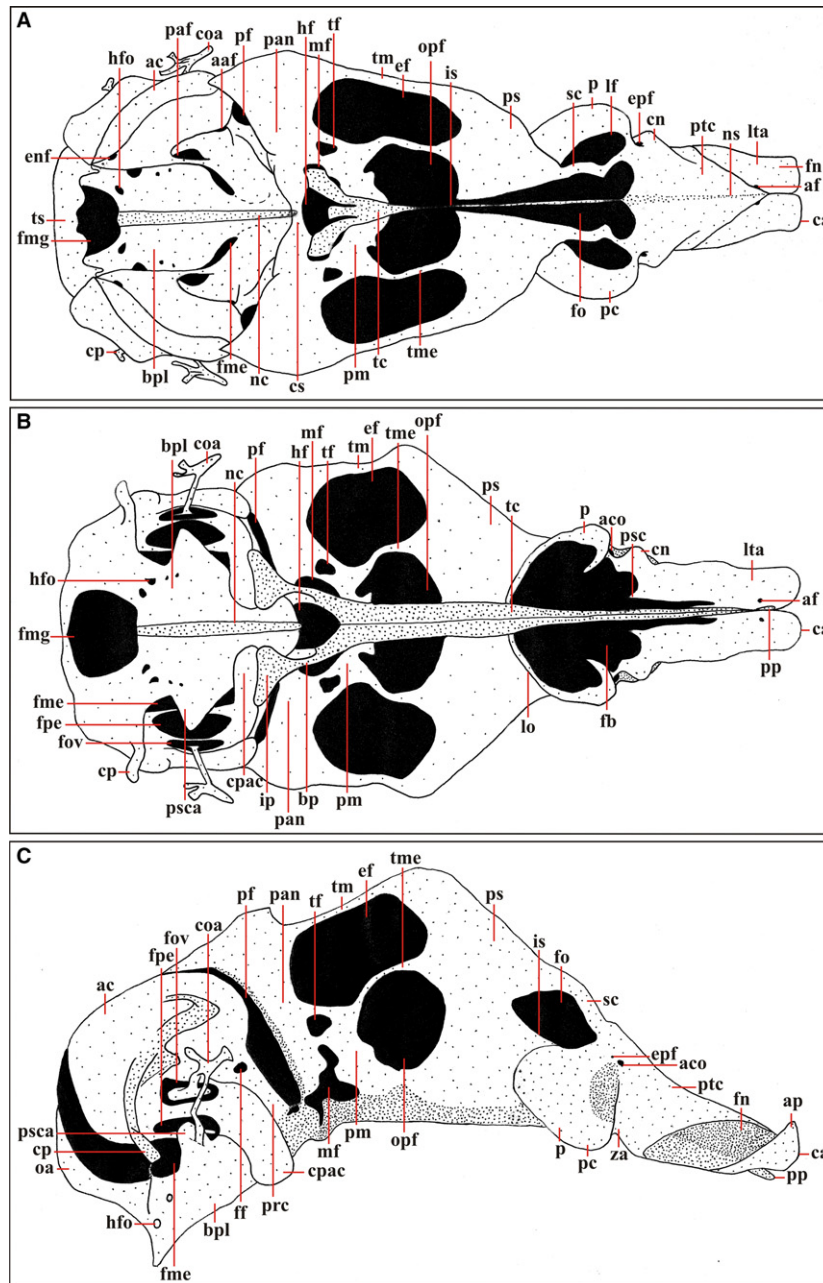 A
hfo ac paf coa aaf pf pan hf mf tf tm ef opf is ps sc p lf epf cn ptc ns lta
enf
fn
ts
af
fmg
ca
cp bpl fme nc cs pm tc tme fo pc
B
bpl coa nc pf hf mf tf tm ef tme opf ps tc p aco psc cn lta
hfo
af
fmg
ca
pp
fme
fpe
fov
cp psca cpac ip pan bp pm lo fb
C
ac fpe fov coa pf pan tf tm ef tme ps is fo sc
epf
aco
ptc
fn ap
psca
cp
oa
ca
pp
hfo fme bpl ff prc cpac mf pm opf p pc za